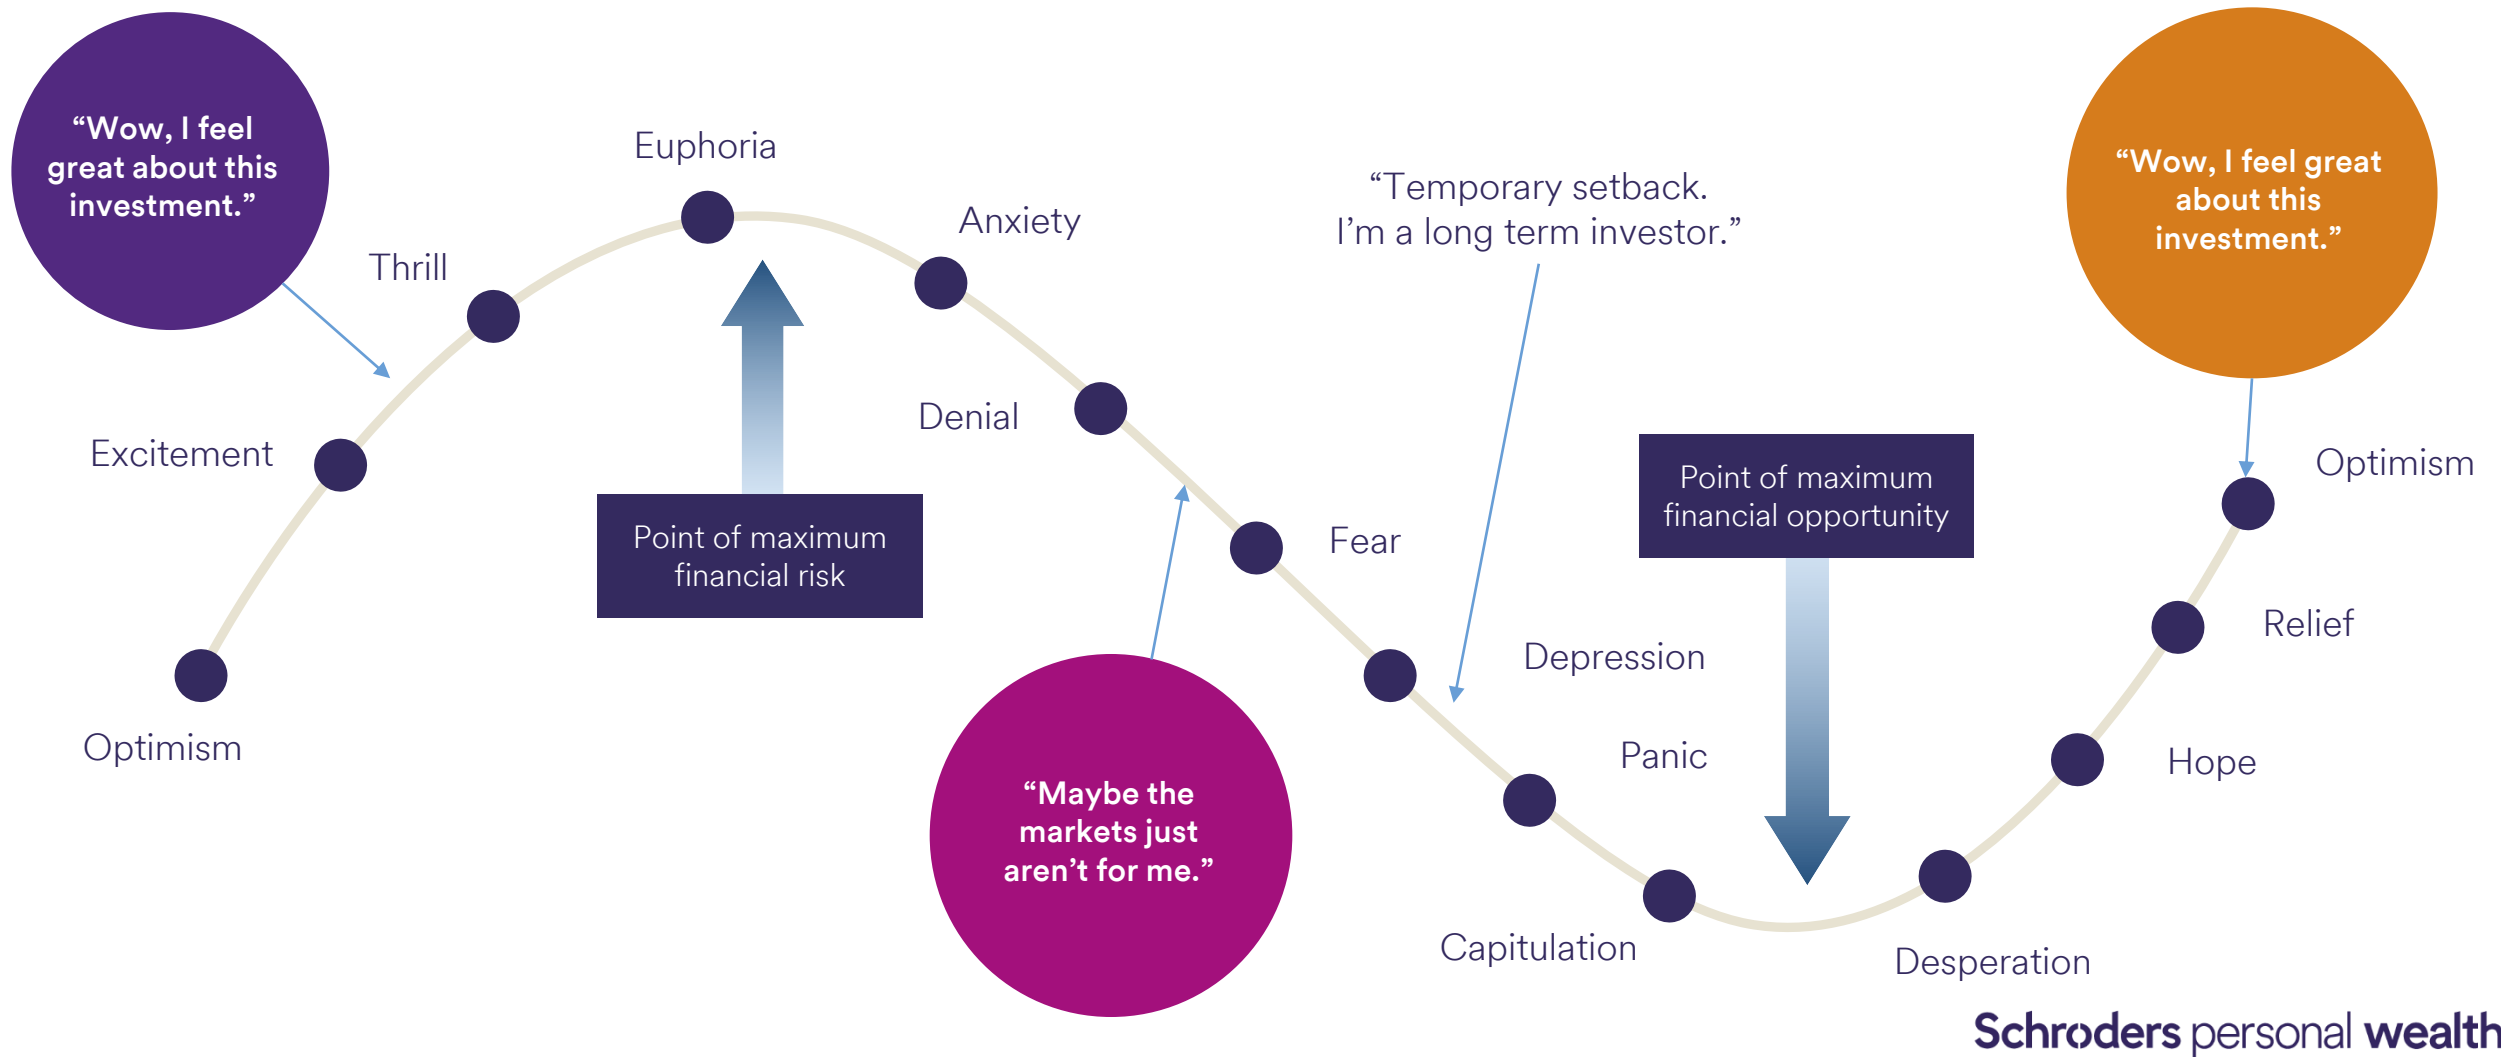 “Wow, I feel
great about this
investment.”
Optimism
Excitement
Thrill
Euphoria
Point of maximum
financial risk
Anxiety
Denial
“Maybe the
markets just
aren’t for me.”
Fear
“Temporary setback.
I’m a long term investor.”
Depression
Panic
Capitulation
Point of maximum
financial opportunity
Desperation
Hope
Relief
Optimism
“Wow, I feel great
about this
investment.”
Schroders personal wealth